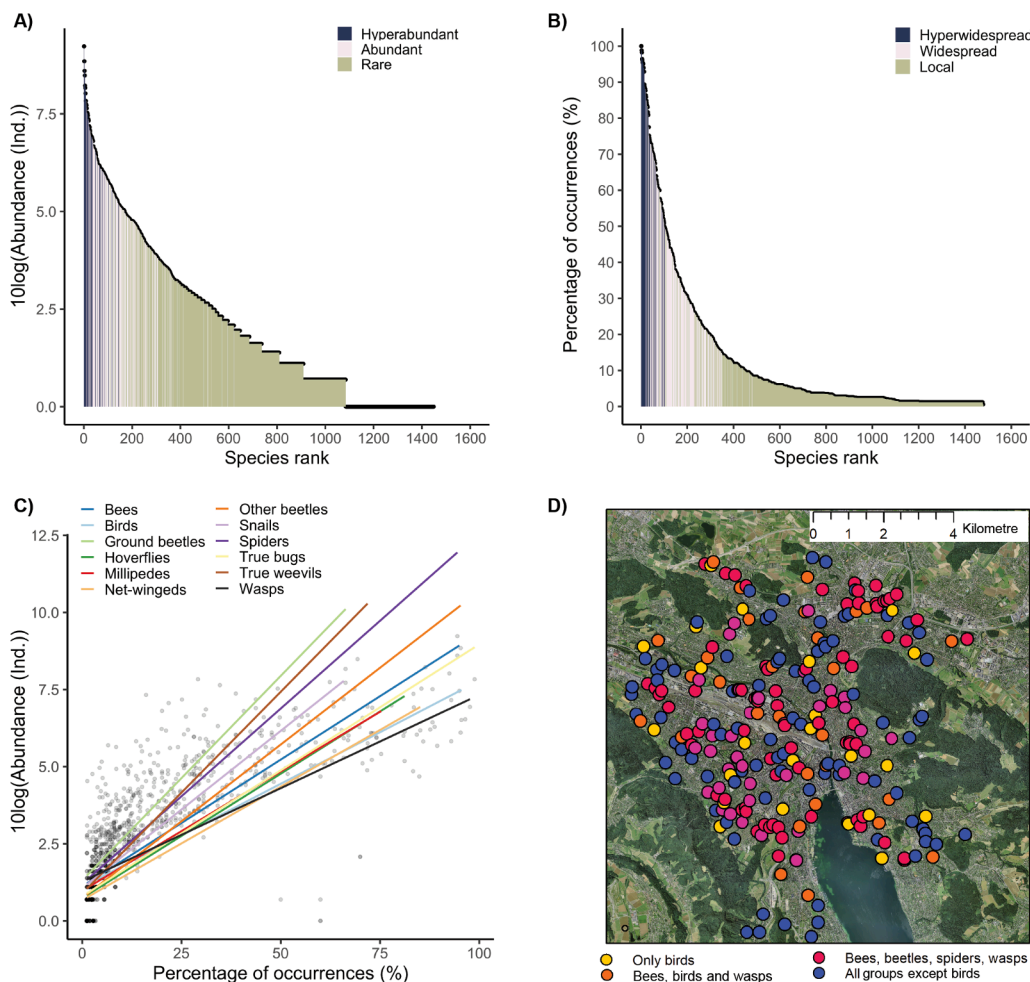 A)
Hyperabundant
Abundant
Rare
10log(Abundance (Ind.))
7.5
5.0
2.5
0.0
0 200 400 600 800 1000 1200 1400 1600
Species rank
B)
Hyperwidespread
Widespread
Local
Percentage of occurrences (%)
100
90
80
70
60
50
40
30
20
10
0
0 200 400 600 800 1000 1200 1400 1600
Species rank
C)
Bees
Birds
Ground beetles
Hoverflies
Millipedes
Net-wingeds
Other beetles
Snails
Spiders
True bugs
True weevils
Wasps
10log(Abundance (Ind.))
12.5
10.0
7.5
5.0
2.5
0.0
0 25 50 75 100
Percentage of occurrences (%)
D)
0 1 2 4 Kilometre
Only birds
Bees, birds and wasps
Bees, beetles, spiders, wasps
All groups except birds